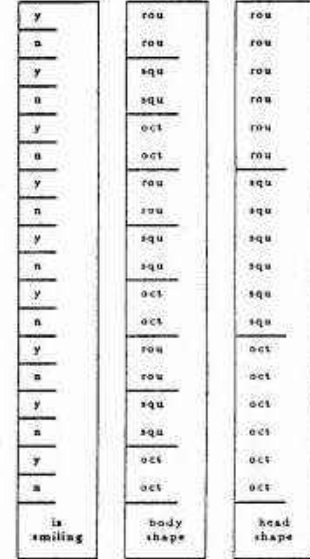 y rou rou
n rou rou
y squ rou
n squ rou
y oct rou
n oct rou
y rou squ
n rou squ
y squ squ
n squ squ
y oct squ
n oct squ
y rou oct
n rou oct
y squ oct
n squ oct
y oct oct
n oct oct
is body head
smiling shape shape